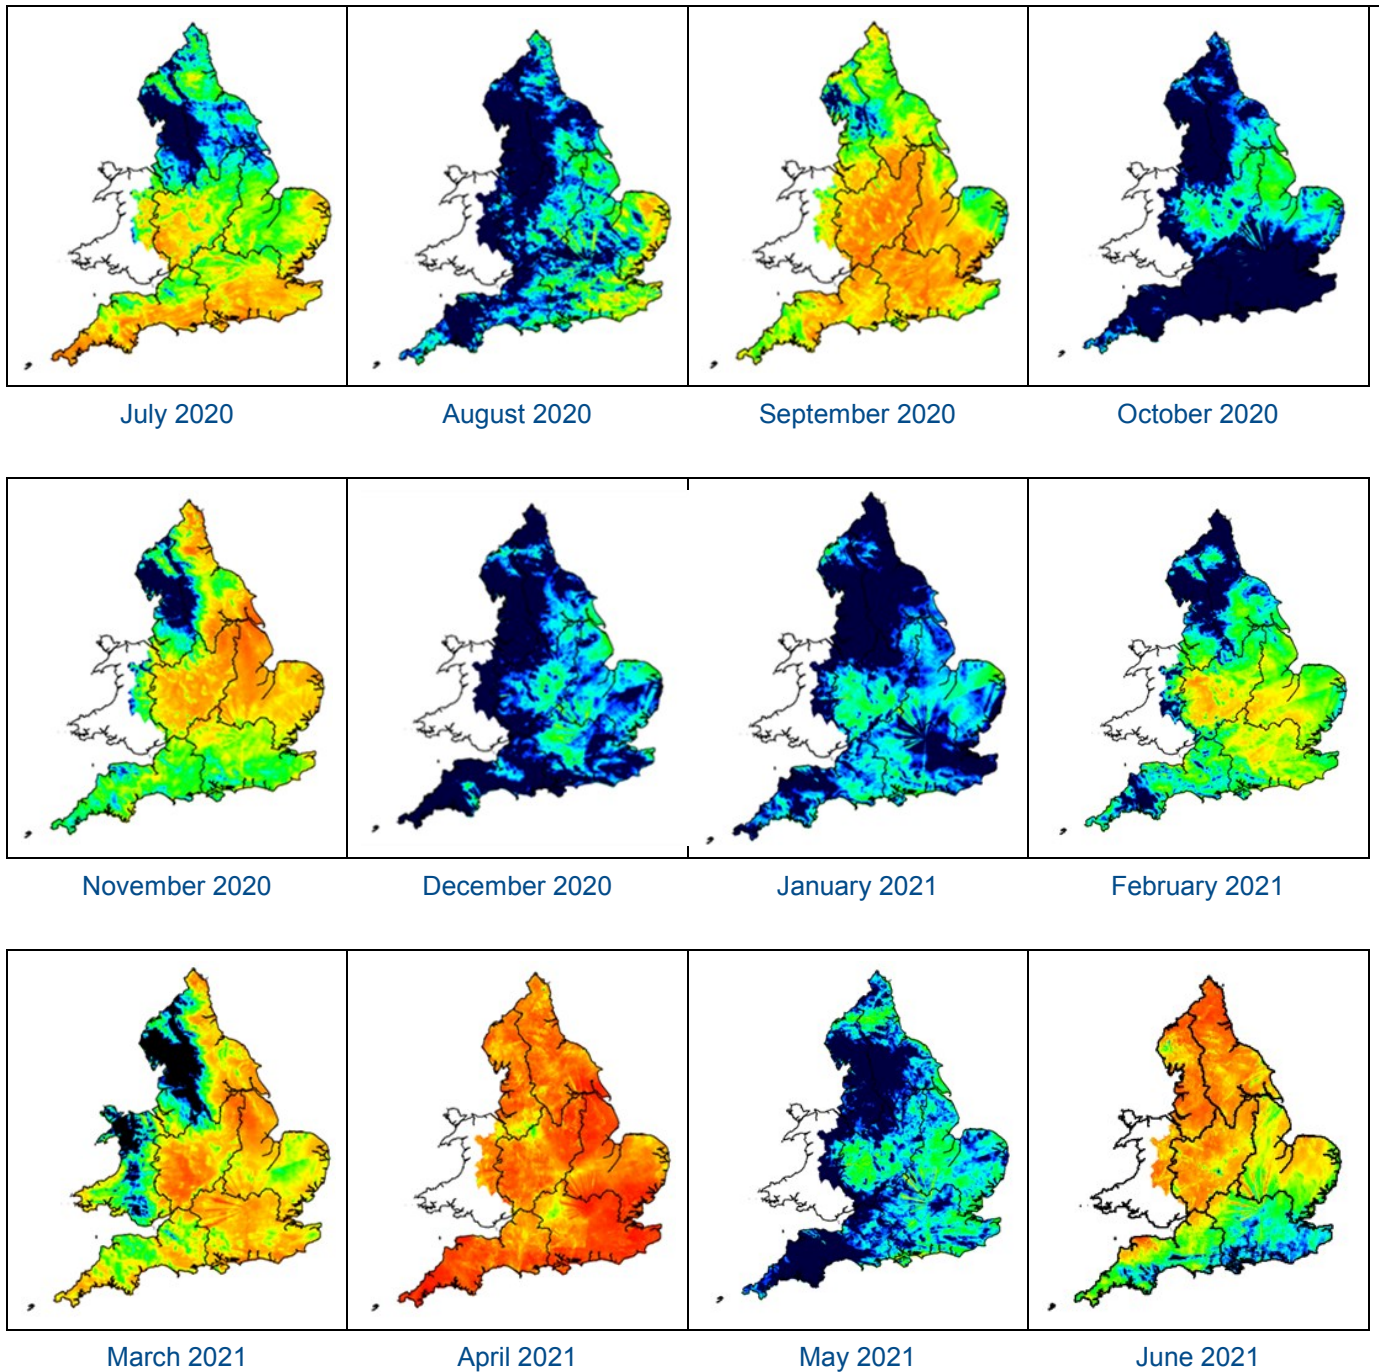 July 2020
August 2020
September 2020
October 2020
November 2020
December 2020
January 2021
February 2021
March 2021
April 2021
May 2021
June 2021